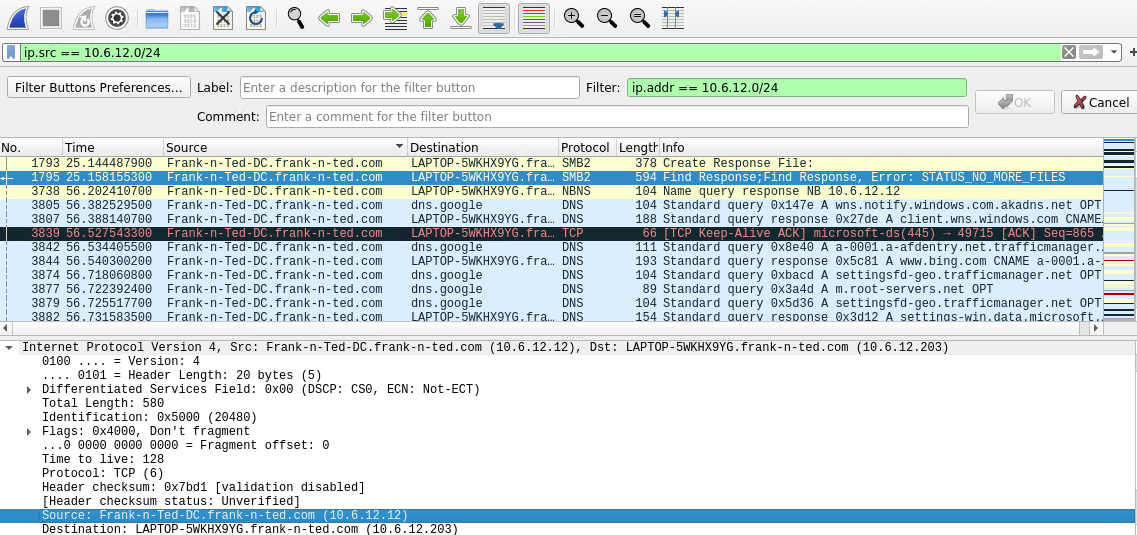 ip.src == 10.6.12.0/24
Filter Buttons Preferences... Label: Enter a description for the filter button Filter: ip.addr == 10.6.12.0/24 OK Cancel
Comment: Enter a comment for the filter button
No. Time Source Destination Protocol Length Info
1793 25.144487900 Frank-n-Ted-DC.frank-n-ted.com LAPTOP-5WKHX9YG.fra… SMB2 378 Create Response File:
1795 25.158155300 Frank-n-Ted-DC.frank-n-ted.com LAPTOP-5WKHX9YG.fra… SMB2 594 Find Response;Find Response, Error: STATUS_NO_MORE_FILES
3738 56.202410700 Frank-n-Ted-DC.frank-n-ted.com LAPTOP-5WKHX9YG.fra… NBNS 104 Name query response NB 10.6.12.12
3805 56.382529500 Frank-n-Ted-DC.frank-n-ted.com dns.google DNS 104 Standard query 0x147e A wns.notify.windows.com.akadns.net OPT
3807 56.388140700 Frank-n-Ted-DC.frank-n-ted.com LAPTOP-5WKHX9YG.fra… DNS 188 Standard query response 0x27de A client.wns.windows.com CNAME
3839 56.527543300 Frank-n-Ted-DC.frank-n-ted.com LAPTOP-5WKHX9YG.fra… TCP 66 [TCP Keep-Alive ACK] microsoft-ds(445) → 49715 [ACK] Seq=865
3842 56.534405500 Frank-n-Ted-DC.frank-n-ted.com dns.google DNS 111 Standard query 0x8e40 A a-0001.a-afdentry.net.trafficmanager.
3844 56.540300200 Frank-n-Ted-DC.frank-n-ted.com LAPTOP-5WKHX9YG.fra… DNS 193 Standard query response 0x5c81 A www.bing.com CNAME a-0001.a-
3874 56.718060800 Frank-n-Ted-DC.frank-n-ted.com dns.google DNS 104 Standard query 0xbacd A settingsfd-geo.trafficmanager.net OPT
3877 56.722392400 Frank-n-Ted-DC.frank-n-ted.com dns.google DNS 89 Standard query 0x3a4d A m.root-servers.net OPT
3879 56.725517700 Frank-n-Ted-DC.frank-n-ted.com dns.google DNS 104 Standard query 0x5d36 A settingsfd-geo.trafficmanager.net OPT
3882 56.731583500 Frank-n-Ted-DC.frank-n-ted.com LAPTOP-5WKHX9YG.fra… DNS 154 Standard query response 0x3d12 A settings-win.data.microsoft.
Internet Protocol Version 4, Src: Frank-n-Ted-DC.frank-n-ted.com (10.6.12.12), Dst: LAPTOP-5WKHX9YG.frank-n-ted.com (10.6.12.203)
0100 .... = Version: 4
.... 0101 = Header Length: 20 bytes (5)
Differentiated Services Field: 0x00 (DSCP: CS0, ECN: Not-ECT)
Total Length: 580
Identification: 0x5000 (20480)
Flags: 0x4000, Don't fragment
...0 0000 0000 0000 = Fragment offset: 0
Time to live: 128
Protocol: TCP (6)
Header checksum: 0x7bd1 [validation disabled]
[Header checksum status: Unverified]
Source: Frank-n-Ted-DC.frank-n-ted.com (10.6.12.12)
Destination: LAPTOP-5WKHX9YG.frank-n-ted.com (10.6.12.203)